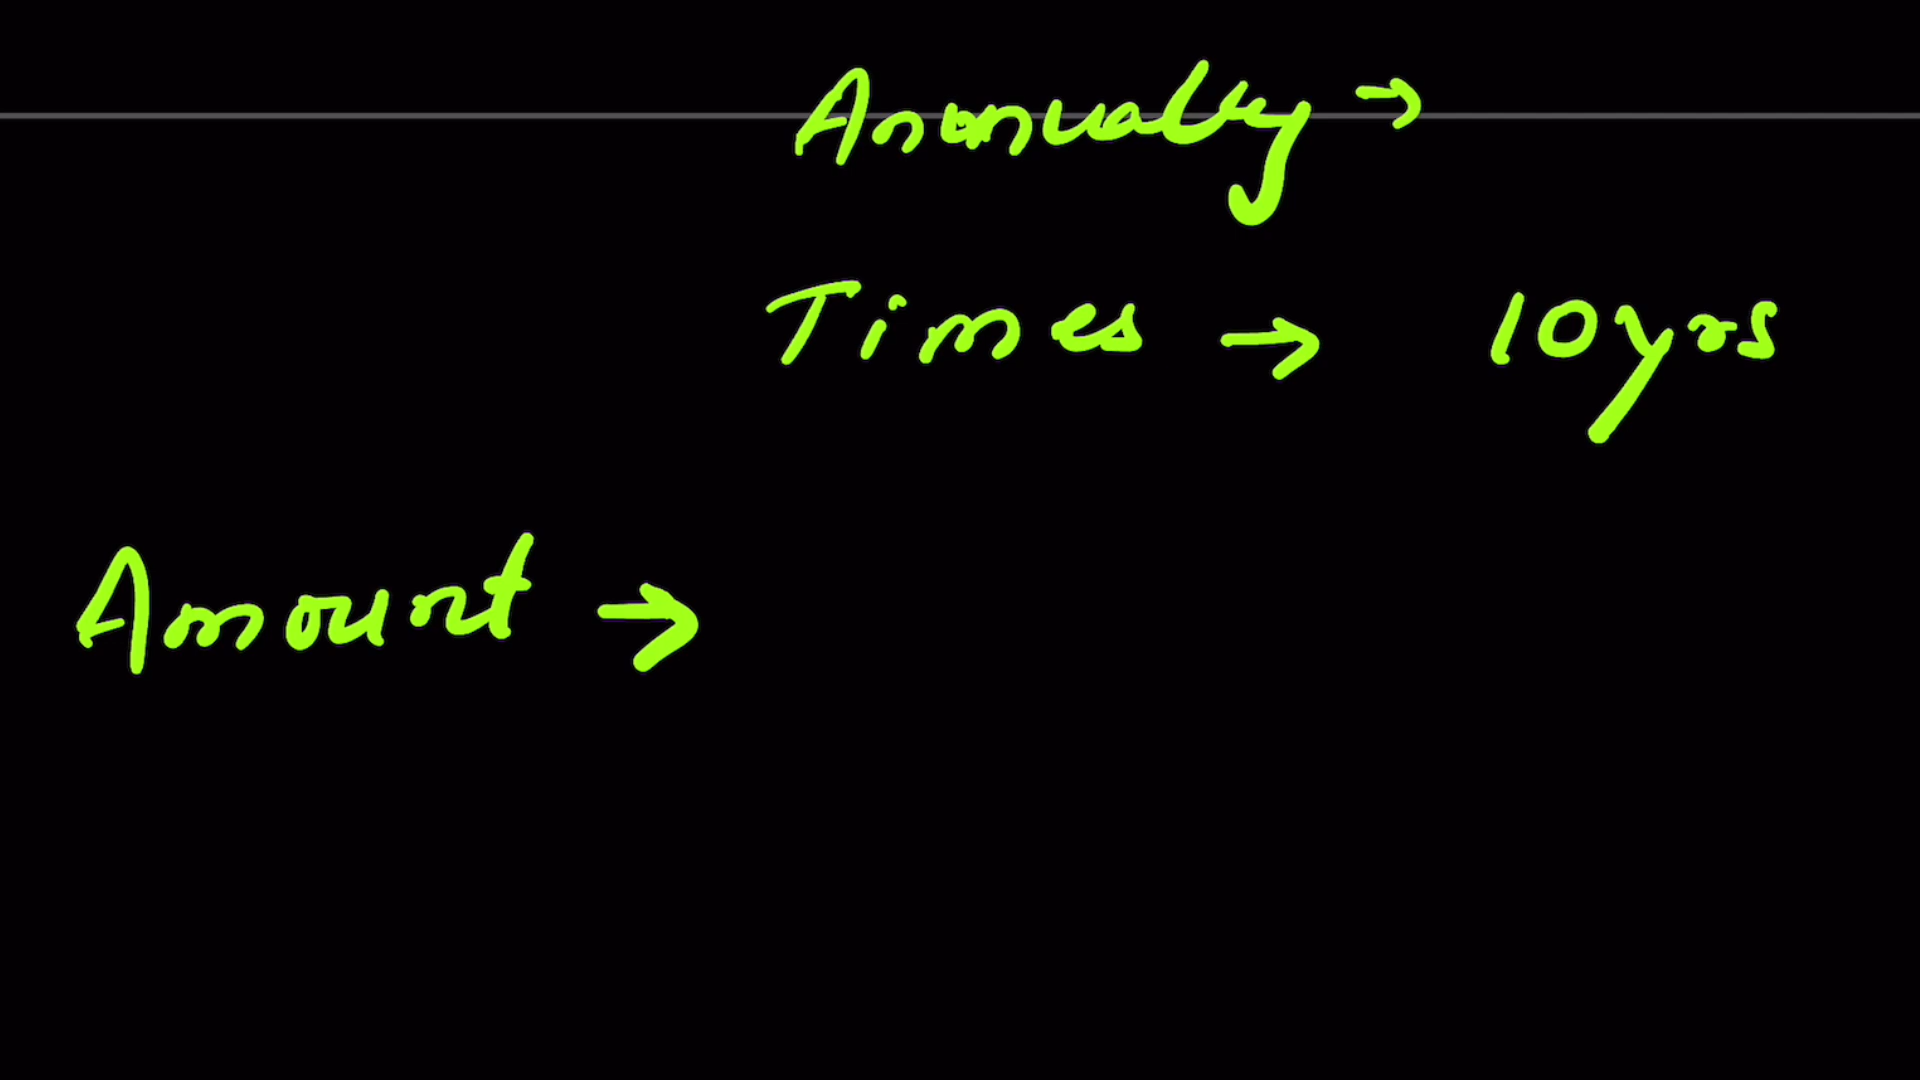 Annually →
Times → 10yrs
Amount →